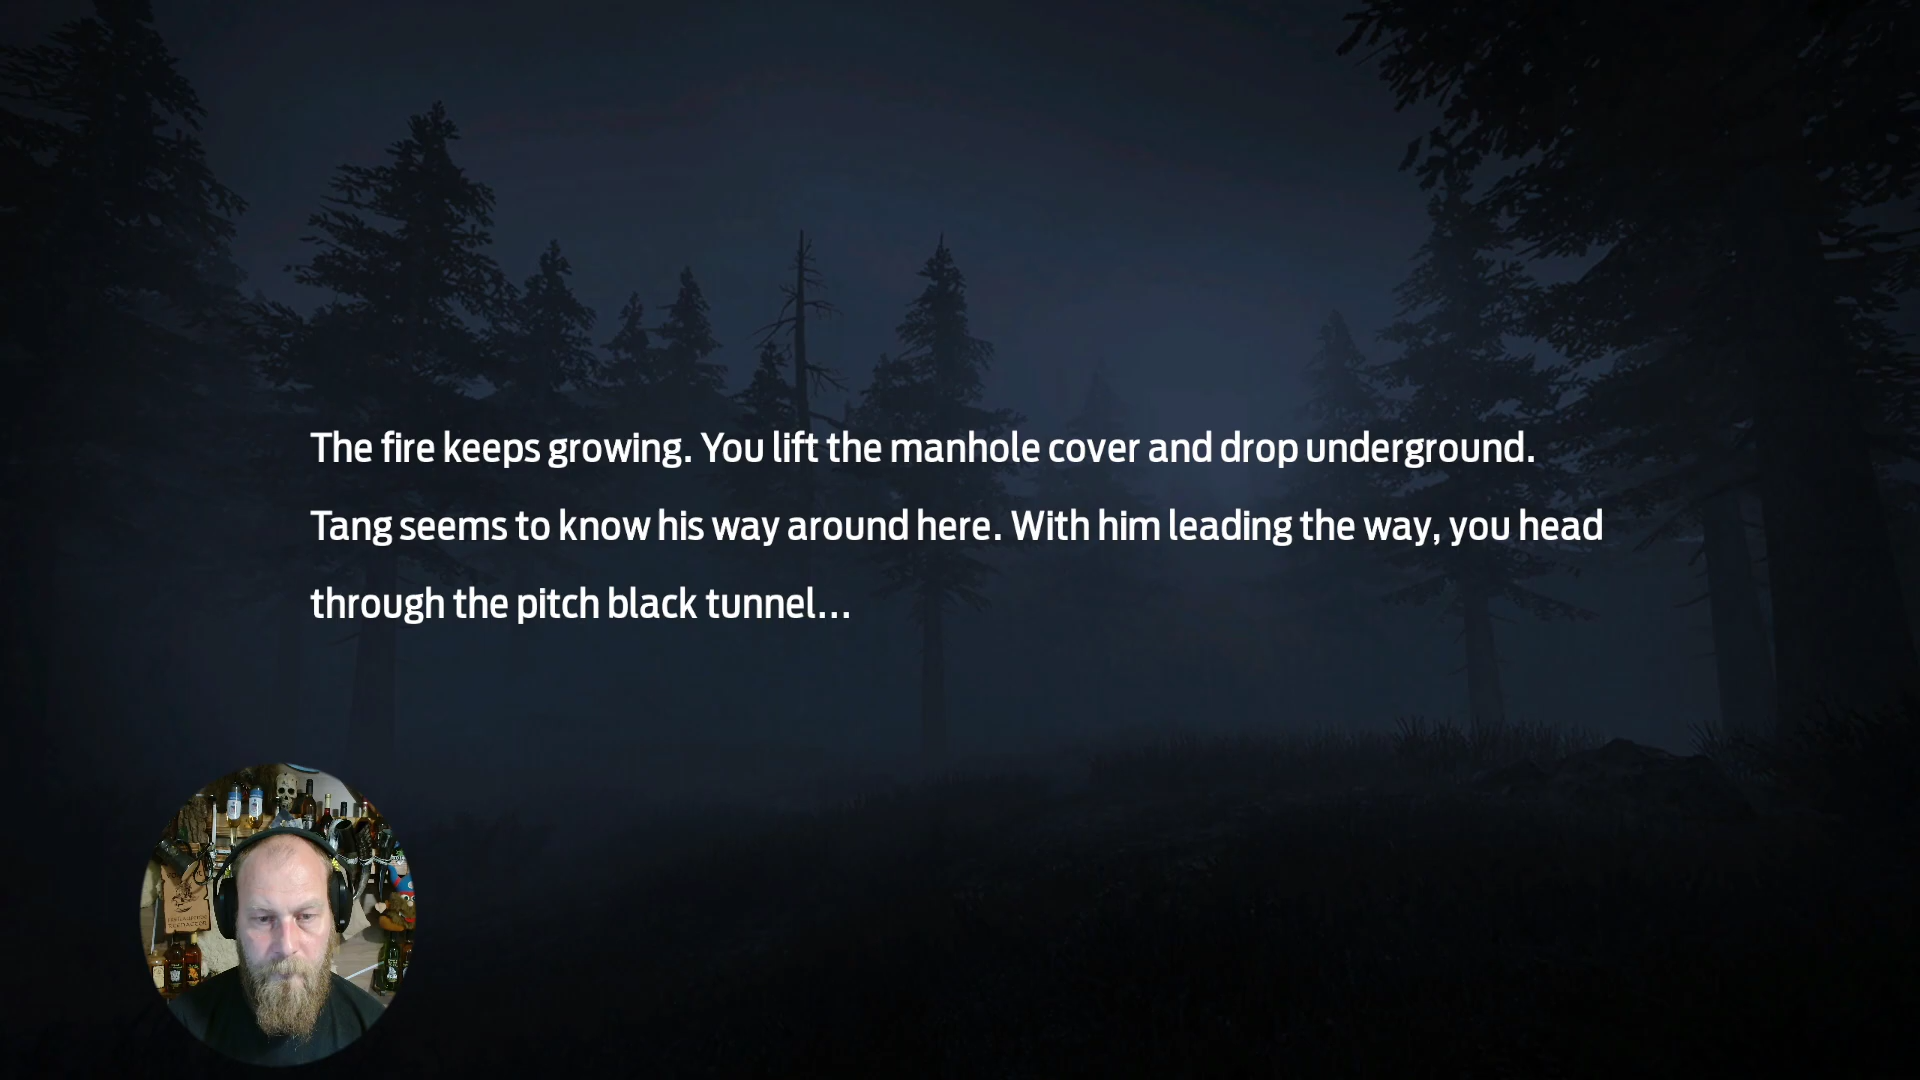 The fire keeps growing. You lift the manhole cover and drop underground.
Tang seems to know his way around here. With him leading the way, you head
through the pitch black tunnel...